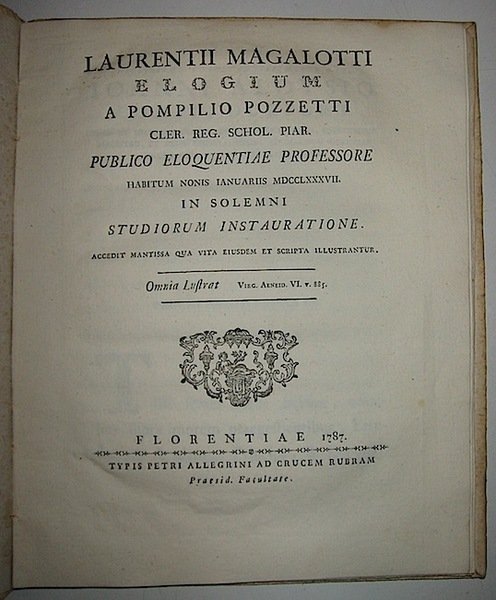 LAURENTII MAGALOTTI
ELOGIUM
A POMPILIO POZZETTI
CLER. REG. SCHOL. PIAR.
PUBLICO ELOQUENTIAE PROFESSORE
HABITUM NONIS IANUARIIS MDCCLXXXVII.
IN SOLEMNI
STUDIORUM INSTAURATIONE.
ACCEDIT MANTISSA QUA VITA EIUSDEM ET SCRIPTA ILLUSTRANTUR.
Omnia Luſtrat VIRG. AENEID. VI. v. 885.
FLORENTIAE 1787.
TYPIS PETRI ALLEGRINI AD CRUCEM RUBRAM
Praesid. Facultate.